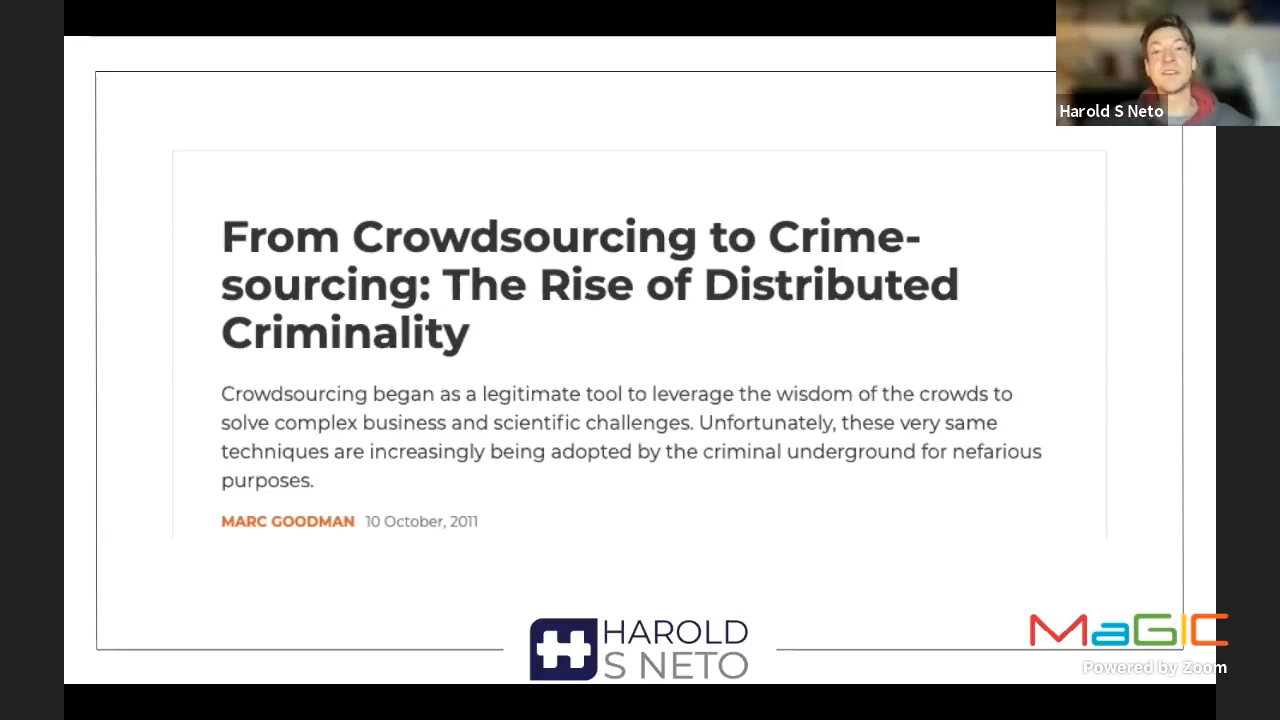 Harold S Neto
From Crowdsourcing to Crime-
sourcing: The Rise of Distributed
Criminality
Crowdsourcing began as a legitimate tool to leverage the wisdom of the crowds to
solve complex business and scientific challenges. Unfortunately, these very same
techniques are increasingly being adopted by the criminal underground for nefarious
purposes.
MARC GOODMAN 10 October, 2011
HAROLD
S NETO
MaGIC
Powered by Zoom